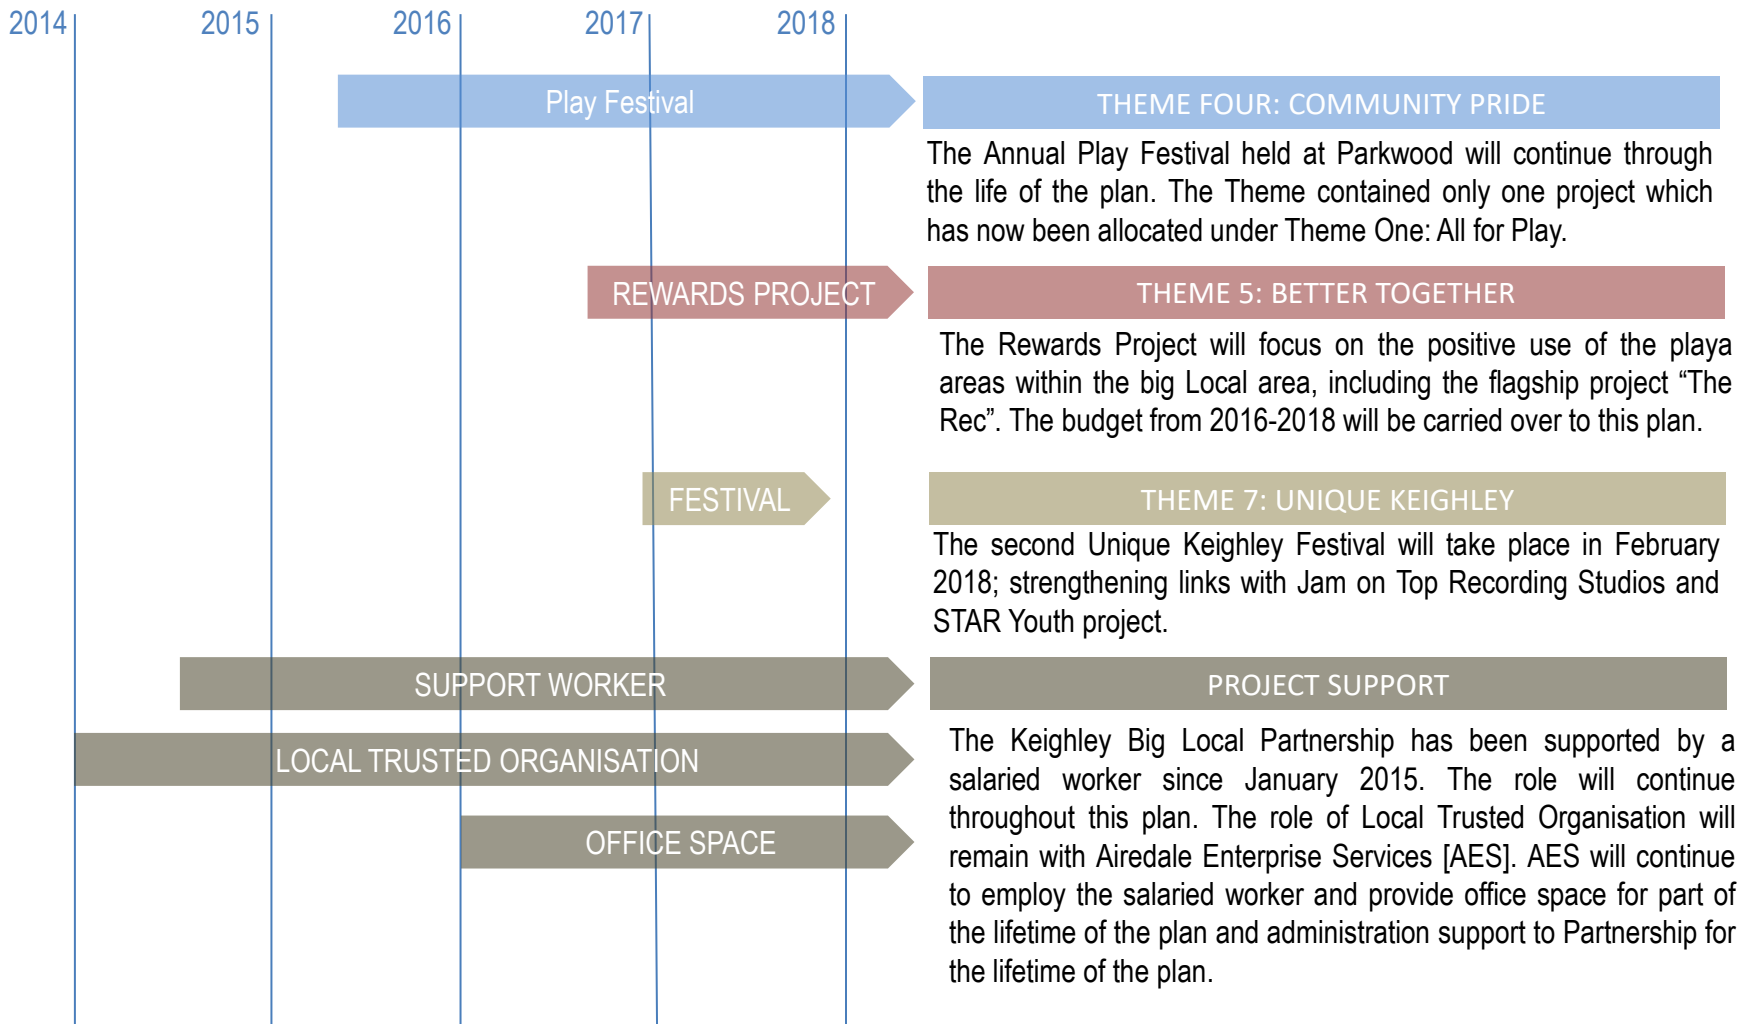 2014 2015 2016 2017 2018
Play Festival
THEME FOUR: COMMUNITY PRIDE
The Annual Play Festival held at Parkwood will continue through
the life of the plan. The Theme contained only one project which
has now been allocated under Theme One: All for Play.
REWARDS PROJECT
THEME 5: BETTER TOGETHER
The Rewards Project will focus on the positive use of the playa
areas within the big Local area, including the flagship project “The
Rec”. The budget from 2016-2018 will be carried over to this plan.
FESTIVAL
THEME 7: UNIQUE KEIGHLEY
The second Unique Keighley Festival will take place in February
2018; strengthening links with Jam on Top Recording Studios and
STAR Youth project.
SUPPORT WORKER
PROJECT SUPPORT
LOCAL TRUSTED ORGANISATION
OFFICE SPACE
The Keighley Big Local Partnership has been supported by a
salaried worker since January 2015. The role will continue
throughout this plan. The role of Local Trusted Organisation will
remain with Airedale Enterprise Services [AES]. AES will continue
to employ the salaried worker and provide office space for part of
the lifetime of the plan and administration support to Partnership for
the lifetime of the plan.